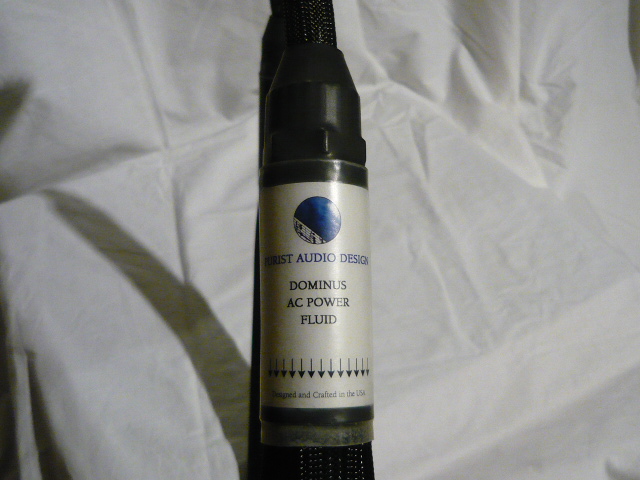 PURIST AUDIO DESIGN
DOMINUS
AC POWER
FLUID
Designed and Crafted in the USA